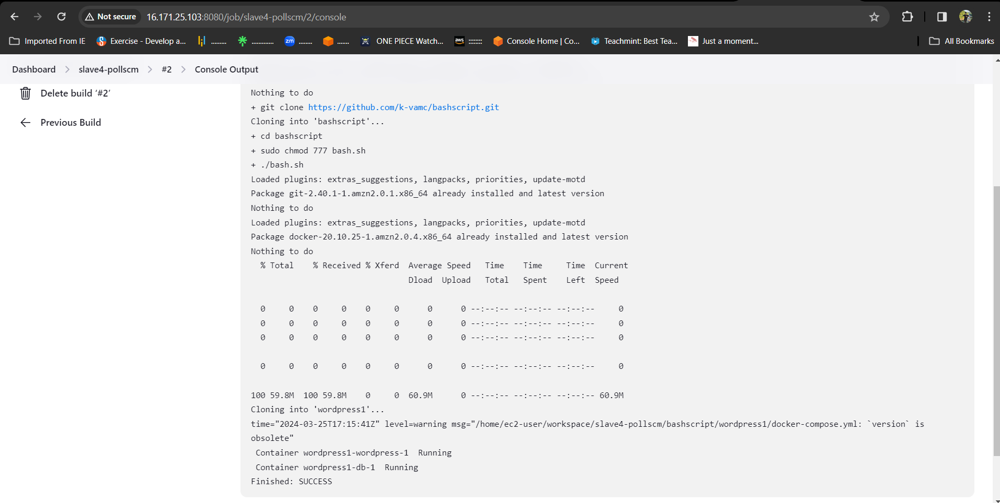 Not secure 16.171.25.103:8080/job/slave4-pollscm/2/console
Imported From IE Exercise - Develop a... ......... ............. zm ........ ....... ONE PIECE Watch... aws :::::::: Console Home | Co... Teachmint: Best Tea... Just a moment... All Bookmarks
Dashboard > slave4-pollscm > #2 > Console Output
Delete build ‘#2’
Previous Build
Nothing to do
+ git clone https://github.com/k-vamc/bashscript.git
Cloning into 'bashscript'...
+ cd bashscript
+ sudo chmod 777 bash.sh
+ ./bash.sh
Loaded plugins: extras_suggestions, langpacks, priorities, update-motd
Package git-2.40.1-1.amzn2.0.1.x86_64 already installed and latest version
Nothing to do
Loaded plugins: extras_suggestions, langpacks, priorities, update-motd
Package docker-20.10.25-1.amzn2.0.4.x86_64 already installed and latest version
Nothing to do
  % Total    % Received % Xferd  Average Speed   Time   Time     Time  Current
                                 Dload  Upload   Total   Spent    Left  Speed
  0     0    0     0    0     0      0      0 --:--:-- --:--:-- --:--:--     0
  0     0    0     0    0     0      0      0 --:--:-- --:--:-- --:--:--     0
  0     0    0     0    0     0      0      0 --:--:-- --:--:-- --:--:--     0
  0     0    0     0    0     0      0      0 --:--:-- --:--:-- --:--:--     0
100 59.8M  100 59.8M    0     0  60.9M      0 --:--:-- --:--:-- --:--:-- 60.9M
Cloning into 'wordpress1'...
time="2024-03-25T17:15:41Z" level=warning msg="/home/ec2-user/workspace/slave4-pollscm/bashscript/wordpress1/docker-compose.yml: `version` is
obsolete"
 Container wordpress1-wordpress-1  Running
 Container wordpress1-db-1  Running
Finished: SUCCESS